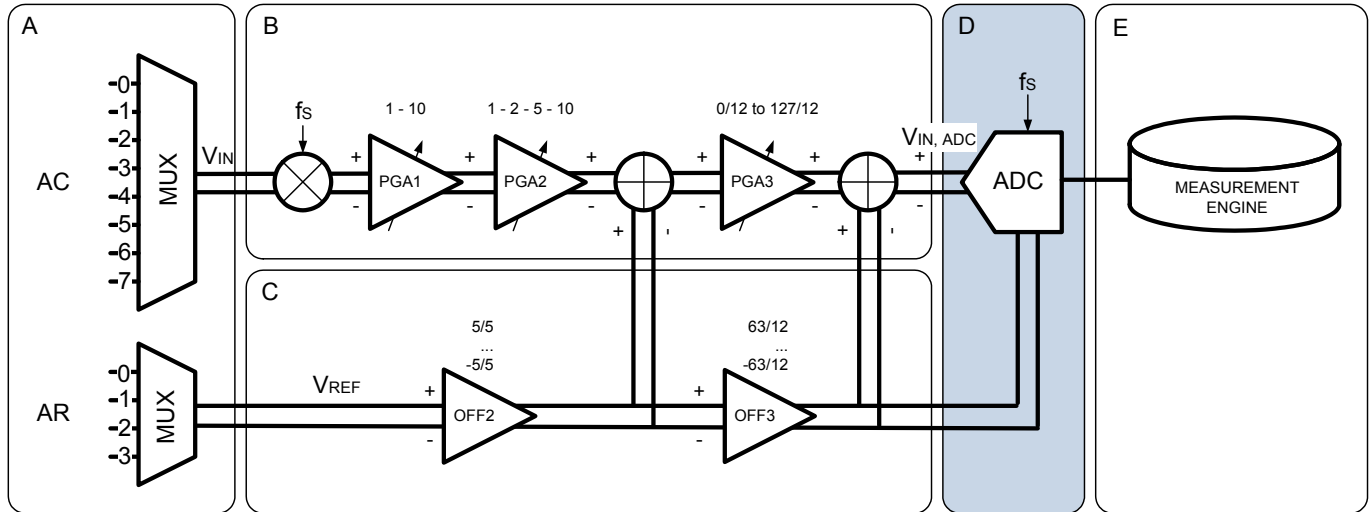 A
AC
0
1
2
3
4
5
6
7
MUX
VIN
AR
0
1
2
3
MUX
B
fS
1 - 10
PGA1
1 - 2 - 5 - 10
PGA2
0/12 to 127/12
PGA3
+ + + + + +
- - - - - -
+ '
+ '
C
VREF
5/5
...
-5/5
OFF2
63/12
...
-63/12
OFF3
+ +
- -
D
VIN, ADC
fS
ADC
E
MEASUREMENT
ENGINE